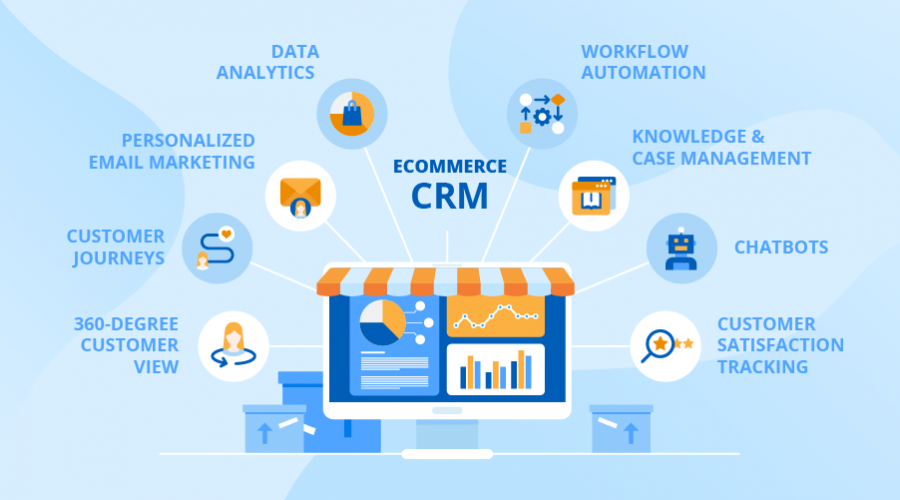 DATA
ANALYTICS
WORKFLOW
AUTOMATION
PERSONALIZED
EMAIL MARKETING
ECOMMERCE
CRM
KNOWLEDGE &
CASE MANAGEMENT
CUSTOMER
JOURNEYS
CHATBOTS
360-DEGREE
CUSTOMER
VIEW
CUSTOMER
SATISFACTION
TRACKING